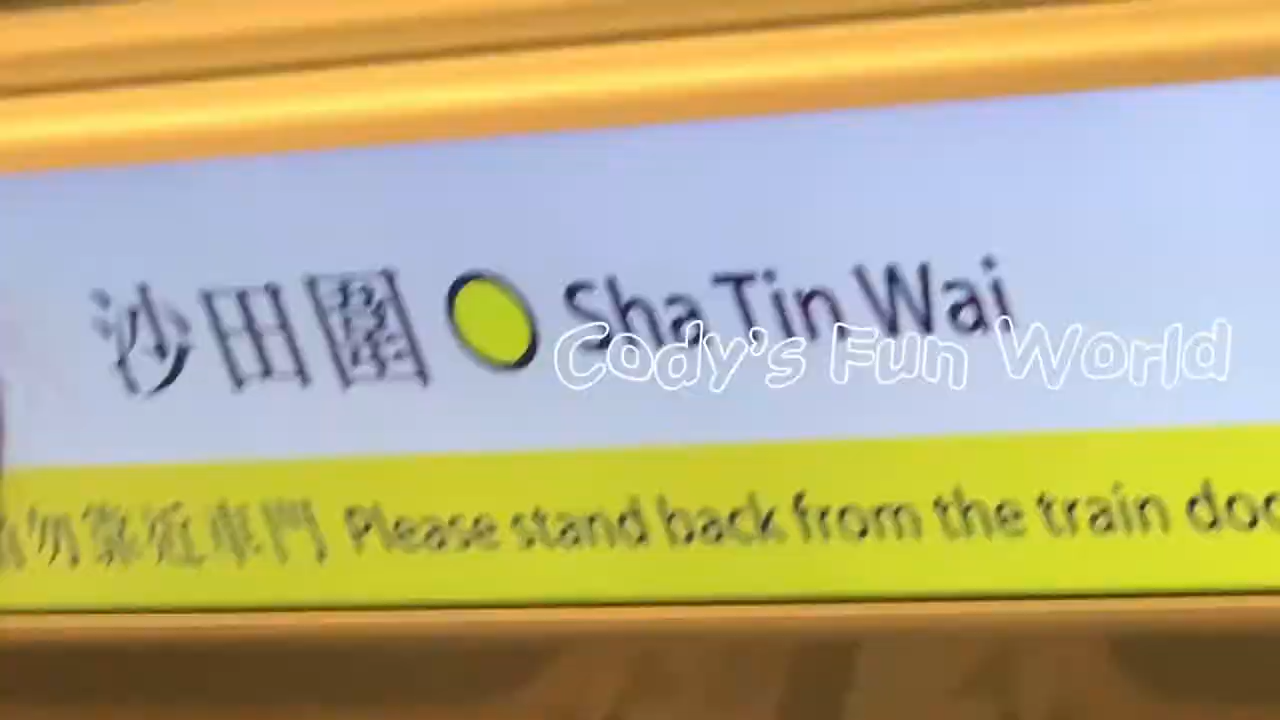 沙田圍 Sha Tin Wai
Cody's Fun World
請勿靠近車門 Please stand back from the train doo